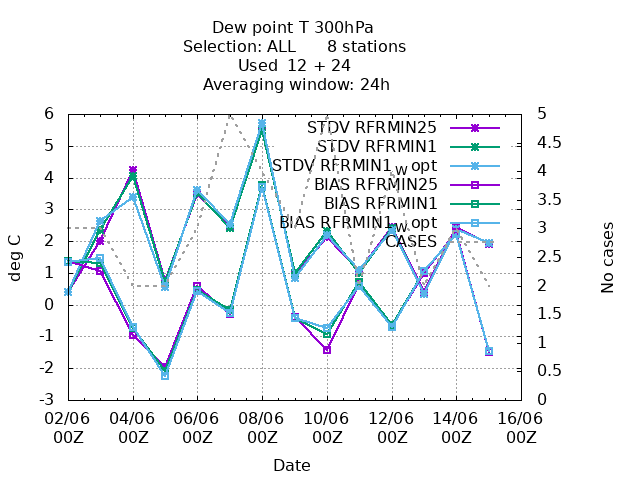 Dew point T 300hPa
Selection: ALL 8 stations
Used 12 + 24
Averaging window: 24h
STDV RFRMIN25
STDV RFRMIN1
STDV RFRMIN1_w_opt
BIAS RFRMIN25
BIAS RFRMIN1
BIAS RFRMIN1_w_opt
CASES
deg C
6
5
4
3
2
1
0
-1
-2
-3
No cases
5
4.5
4
3.5
3
2.5
2
1.5
1
0.5
0
02/06 04/06 06/06 08/06 10/06 12/06 14/06 16/06
00Z 00Z 00Z 00Z 00Z 00Z 00Z 00Z
Date